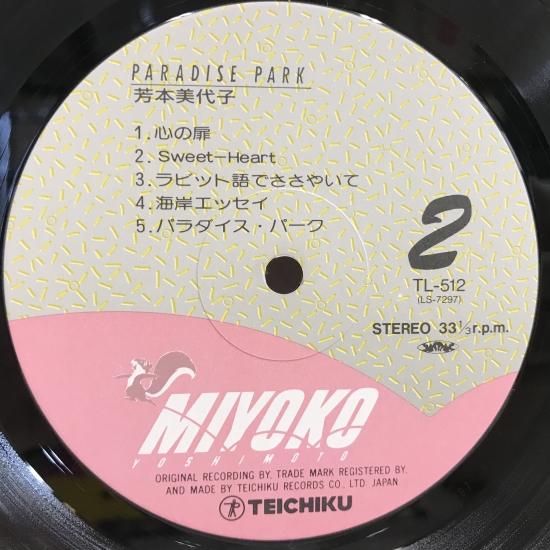 PARADISE PARK
芳本美代子
1.心の扉
2.Sweet-Heart
3.ラビット語でささやいて
4.海岸エッセイ
5.パラダイス・パーク
2
TL-512
(LS-7297)
STEREO 33⅓r.p.m.
MIYOKO
YOSHIMOTO
ORIGINAL RECORDING BY, TRADE MARK REGISTERED BY,
AND MADE BY TEICHIKU RECORDS CO., LTD. JAPAN
TEICHIKU